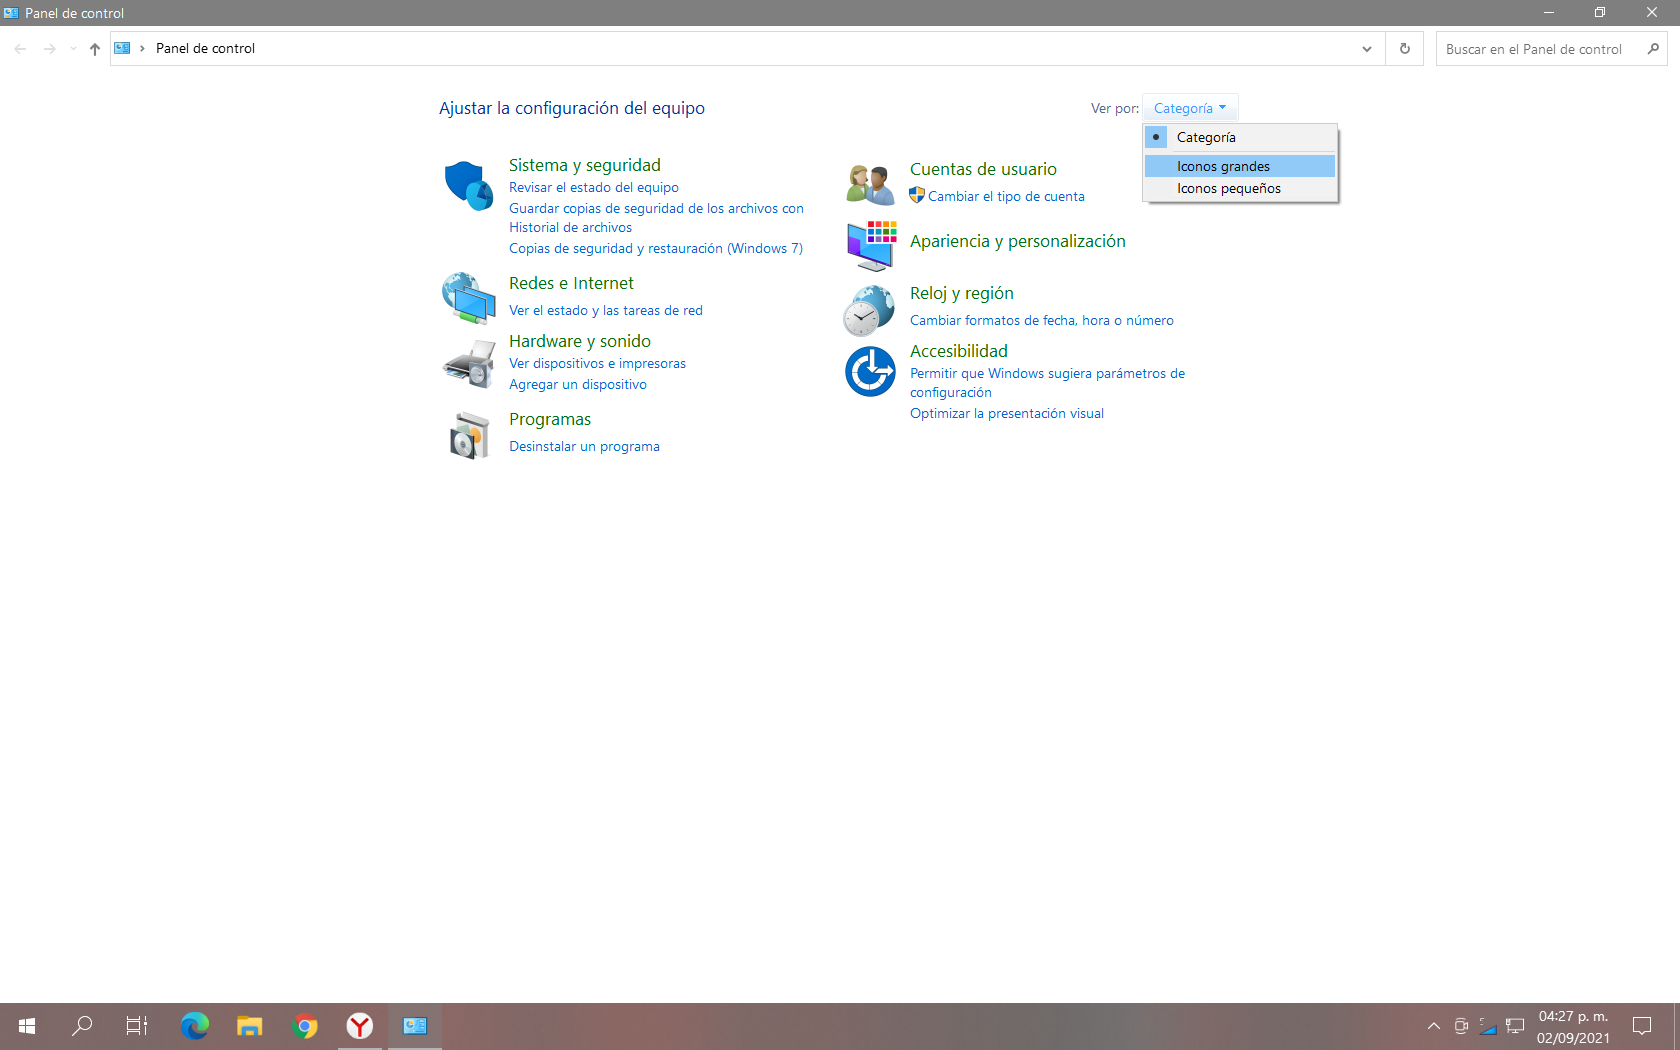 Panel de control
Panel de control
Buscar en el Panel de control
Ajustar la configuración del equipo
Ver por:
Categoría
Categoría
Iconos grandes
Iconos pequeños
Sistema y seguridad
Revisar el estado del equipo
Guardar copias de seguridad de los archivos con
Historial de archivos
Copias de seguridad y restauración (Windows 7)
Redes e Internet
Ver el estado y las tareas de red
Hardware y sonido
Ver dispositivos e impresoras
Agregar un dispositivo
Programas
Desinstalar un programa
Cuentas de usuario
Cambiar el tipo de cuenta
Apariencia y personalización
Reloj y región
Cambiar formatos de fecha, hora o número
Accesibilidad
Permitir que Windows sugiera parámetros de
configuración
Optimizar la presentación visual
04:27 p. m.
02/09/2021